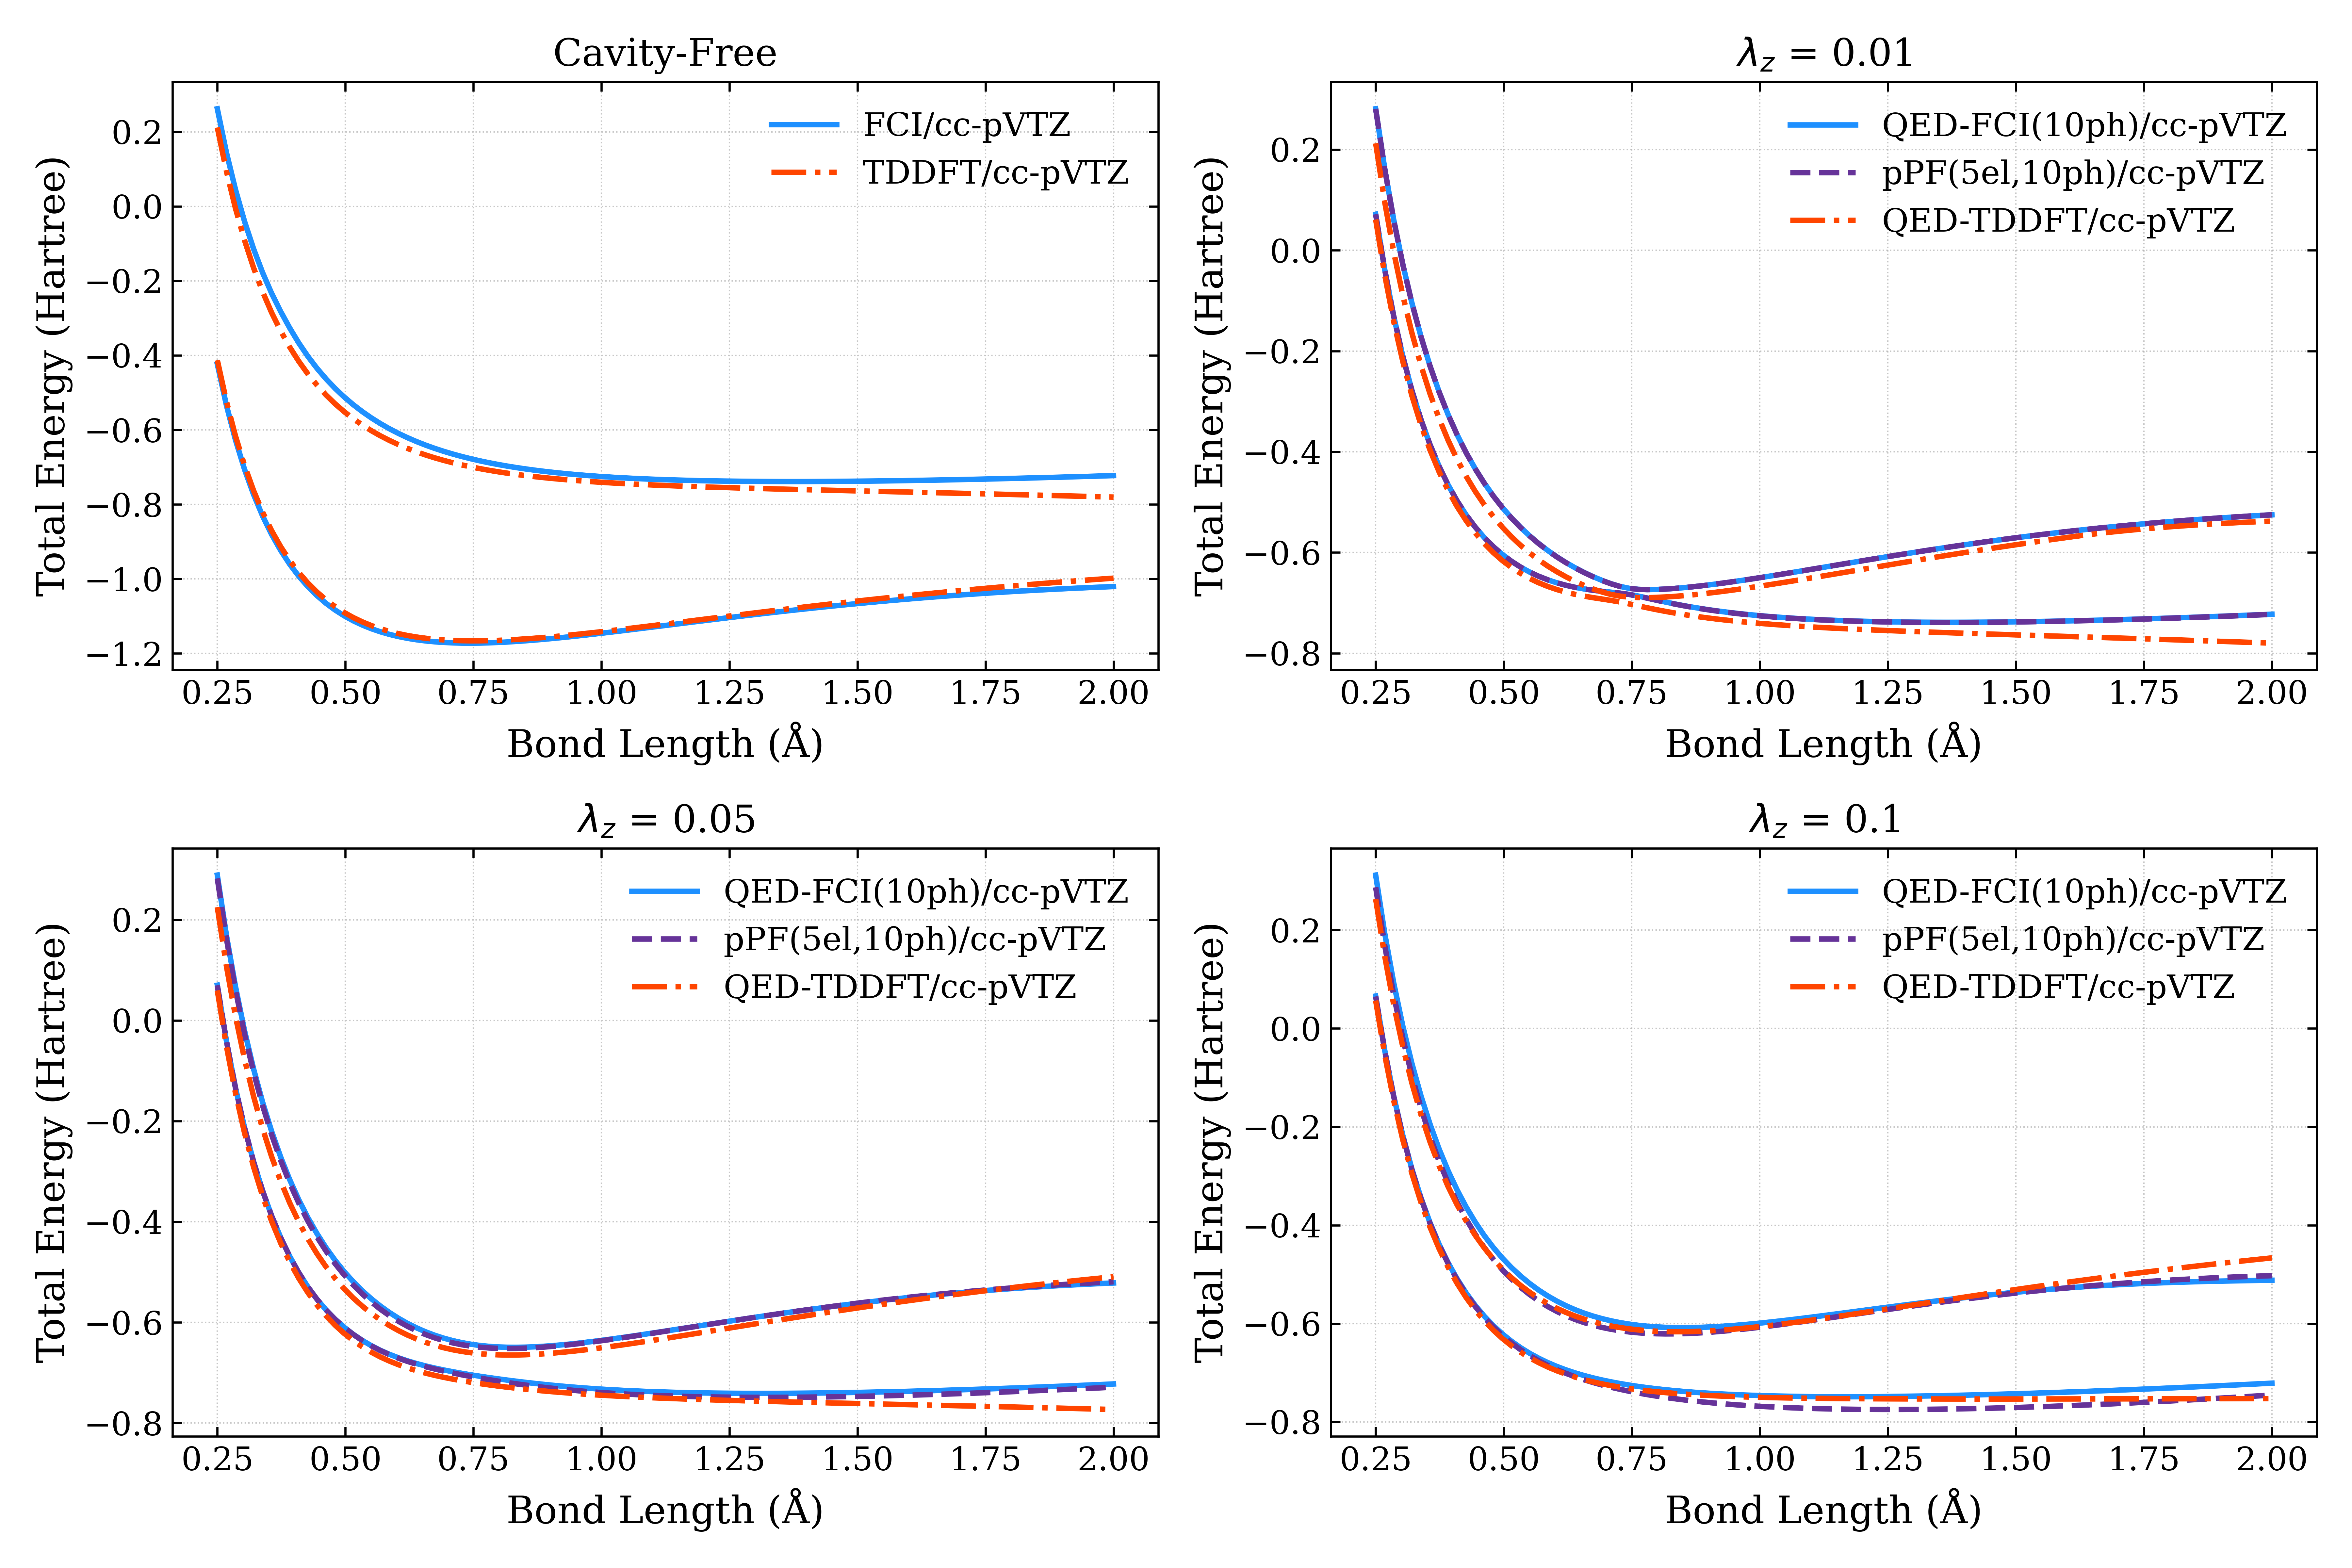 Cavity-Free
FCI/cc-pVTZ
TDDFT/cc-pVTZ
Total Energy (Hartree)
0.2
0.0
−0.2
−0.4
−0.6
−0.8
−1.0
−1.2
0.25 0.50 0.75 1.00 1.25 1.50 1.75 2.00
Bond Length (Å)
λz = 0.01
QED-FCI(10ph)/cc-pVTZ
pPF(5el,10ph)/cc-pVTZ
QED-TDDFT/cc-pVTZ
Total Energy (Hartree)
0.2
0.0
−0.2
−0.4
−0.6
−0.8
0.25 0.50 0.75 1.00 1.25 1.50 1.75 2.00
Bond Length (Å)
λz = 0.05
QED-FCI(10ph)/cc-pVTZ
pPF(5el,10ph)/cc-pVTZ
QED-TDDFT/cc-pVTZ
Total Energy (Hartree)
0.2
0.0
−0.2
−0.4
−0.6
−0.8
0.25 0.50 0.75 1.00 1.25 1.50 1.75 2.00
Bond Length (Å)
λz = 0.1
QED-FCI(10ph)/cc-pVTZ
pPF(5el,10ph)/cc-pVTZ
QED-TDDFT/cc-pVTZ
Total Energy (Hartree)
0.2
0.0
−0.2
−0.4
−0.6
−0.8
0.25 0.50 0.75 1.00 1.25 1.50 1.75 2.00
Bond Length (Å)